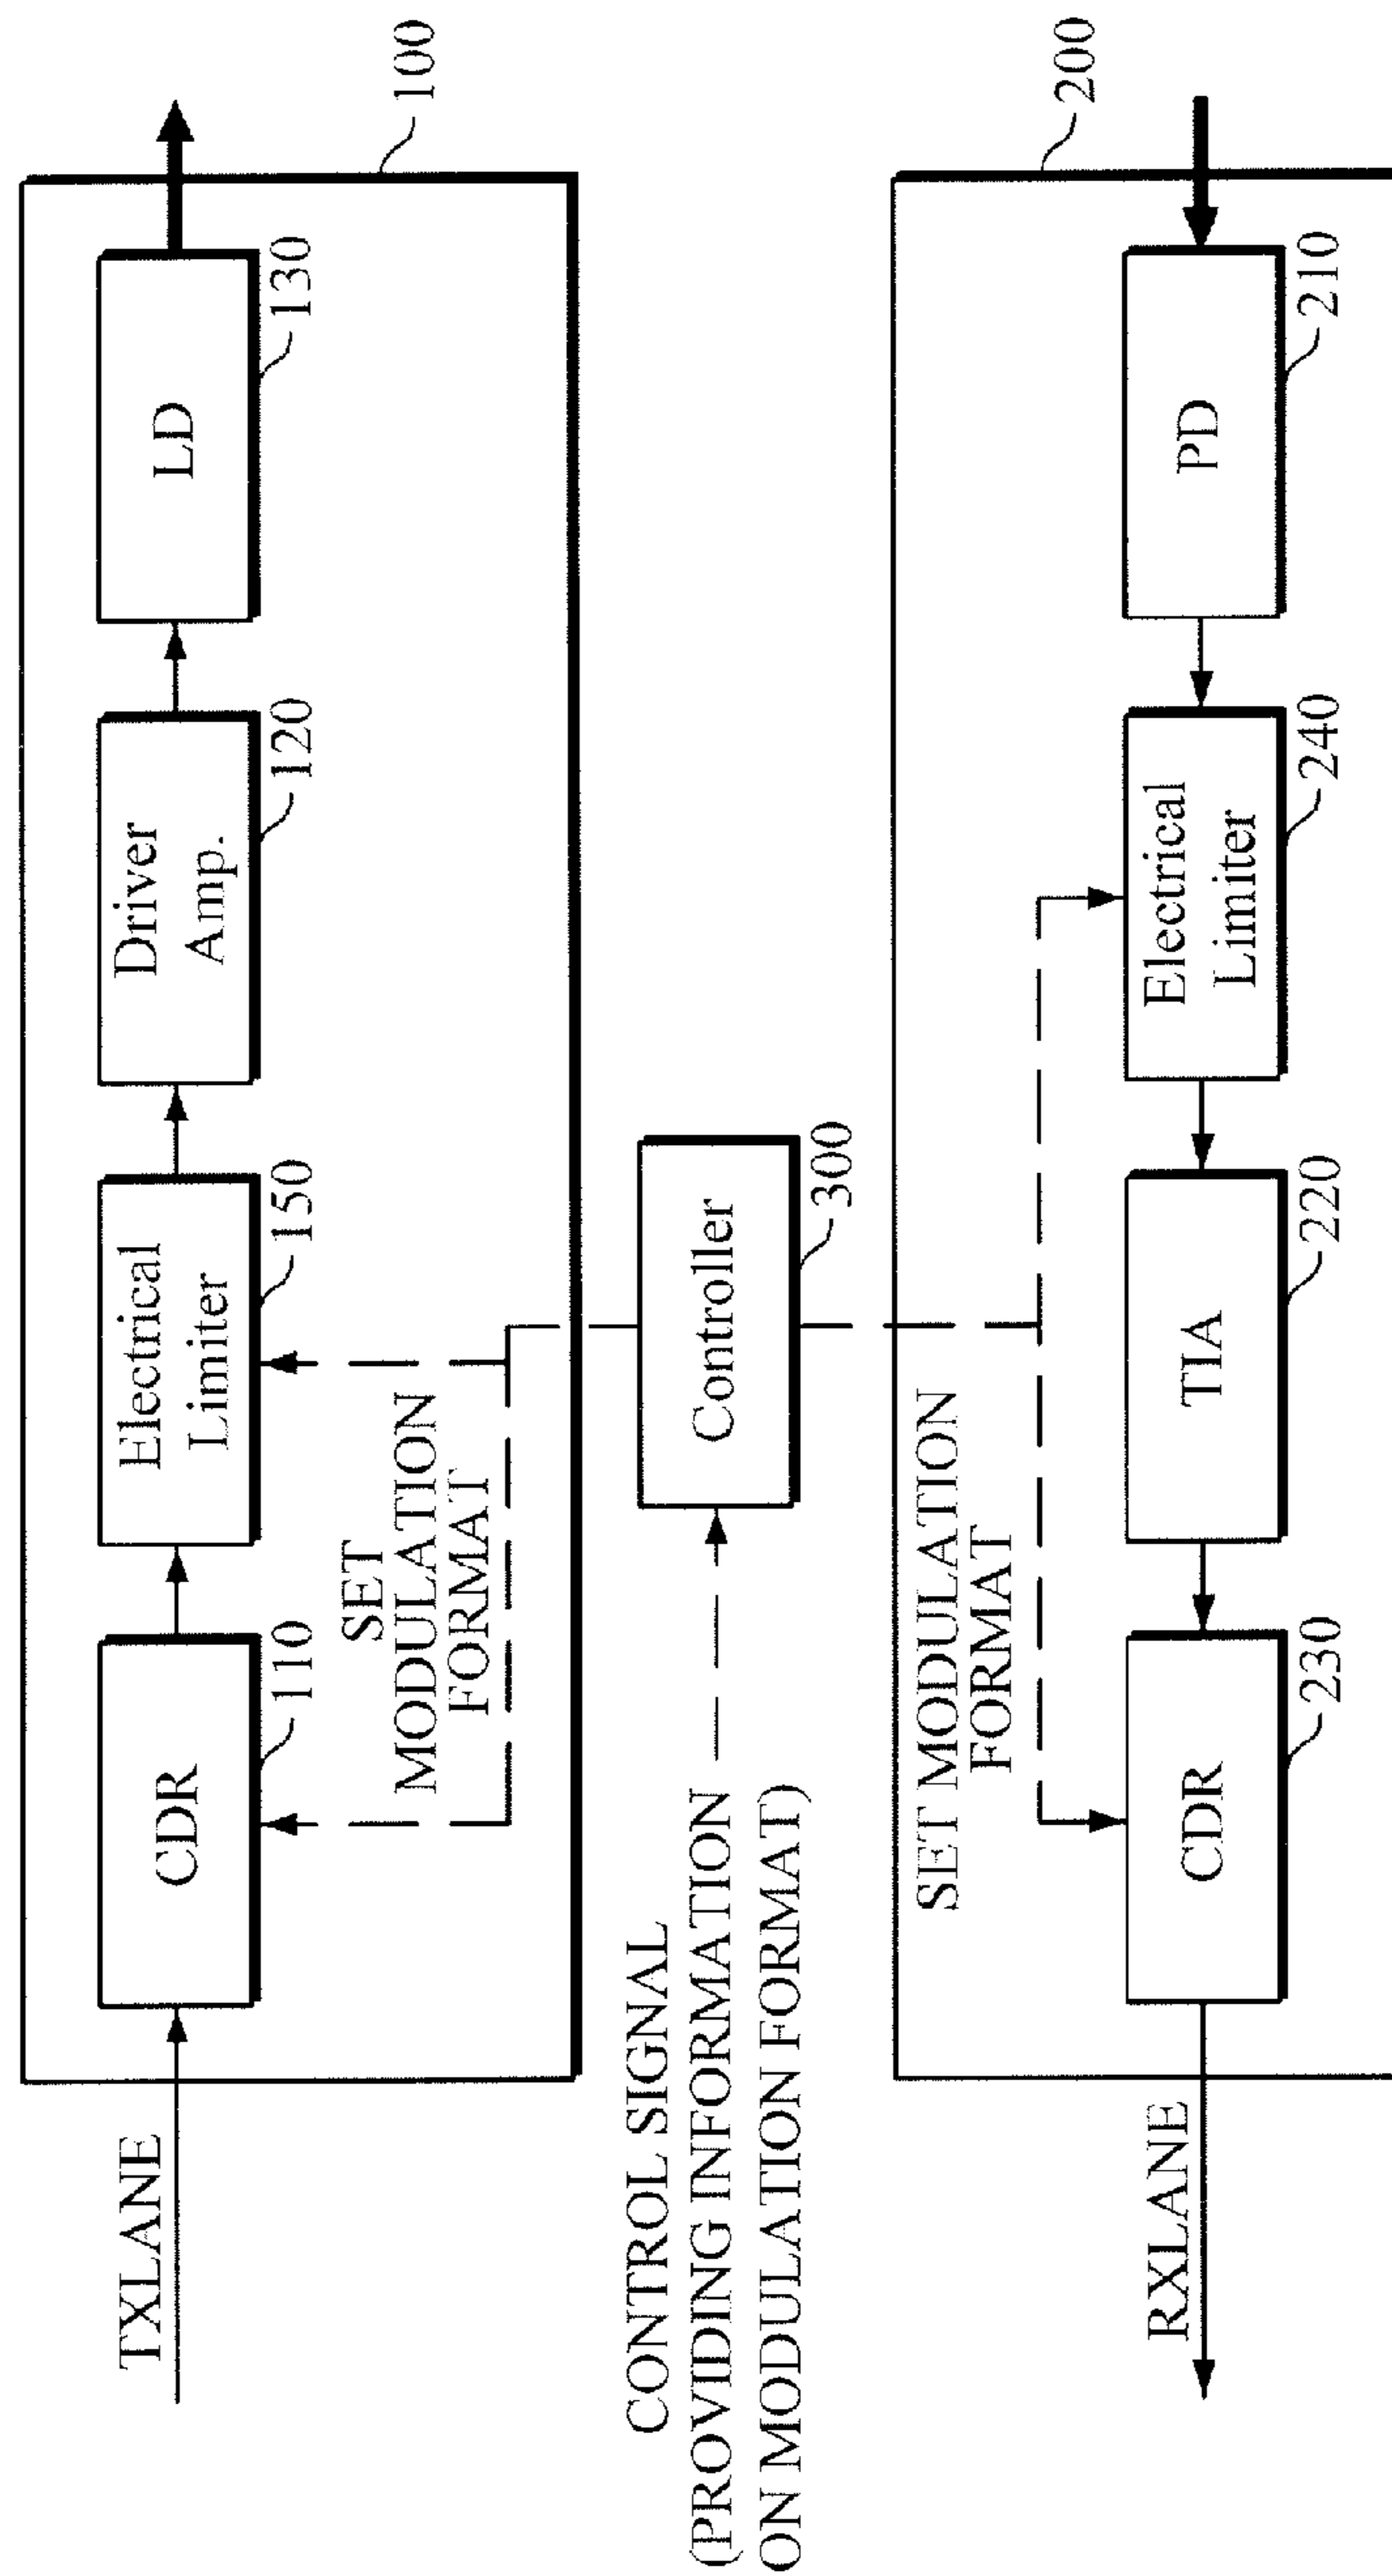 TXLANE
CDR
110
Electrical
Limiter
150
Driver
Amp.
120
LD
130
100
SET
MODULATION
FORMAT
CONTROL SIGNAL
(PROVIDING INFORMATION
ON MODULATION FORMAT)
Controller
300
200
SET MODULATION
FORMAT
RXLANE
CDR
230
TIA
220
Electrical
Limiter
240
PD
210